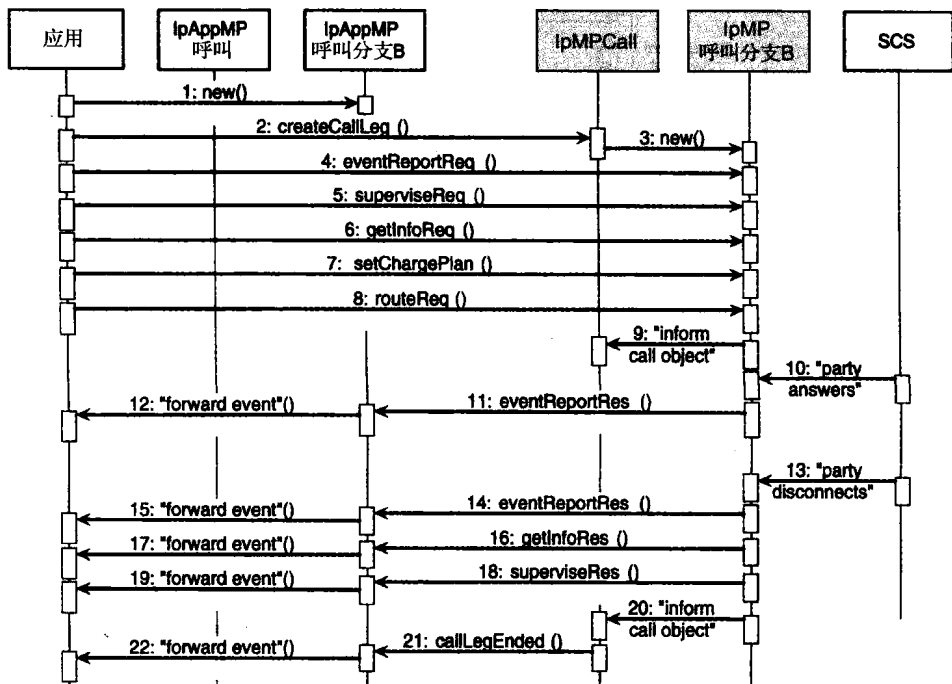 应用
IpAppMP
呼叫
IpAppMP
呼叫分支B
IpMPCall
IpMP
呼叫分支B
SCS
1: new()
2: createCallLeg ()
3: new()
4: eventReportReq ()
5: superviseReq ()
6: getInfoReq ()
7: setChargePlan ()
8: routeReq ()
9: "inform
call object"
10: "party
answers"
11: eventReportRes ()
12: "forward event"()
13: "party
disconnects"
14: eventReportRes ()
15: "forward event"()
16: getInfoRes ()
17: "forward event"()
18: superviseRes ()
19: "forward event"()
20: "inform
call object"
21: callLegEnded ()
22: "forward event"()